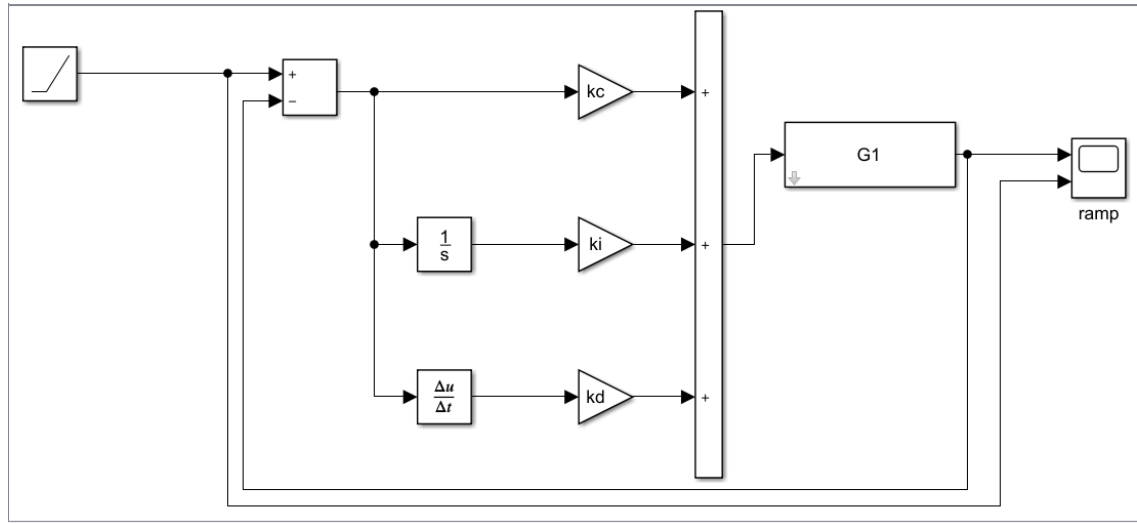 +
−
kc
+
G1
ramp
1
s
ki
+
Δu
Δt
kd
+